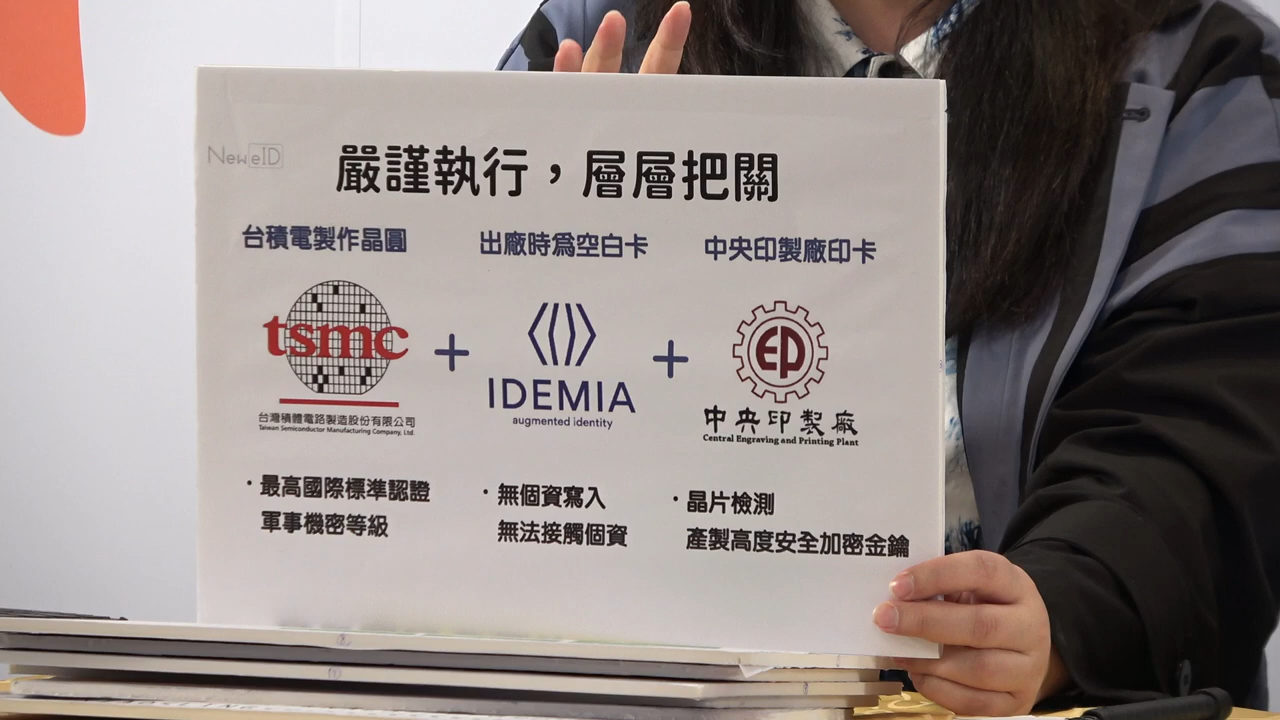 New eID
嚴謹執行，層層把關
台積電製作晶圓
出廠時為空白卡
中央印製廠印卡
tsmc
台灣積體電路製造股份有限公司
Taiwan Semiconductor Manufacturing Company, Ltd.
+
IDEMIA
augmented identity
+
EP
中央印製廠
Central Engraving and Printing Plant
·最高國際標準認證
軍事機密等級
·無個資寫入
無法接觸個資
·晶片檢測
產製高度安全加密金鑰